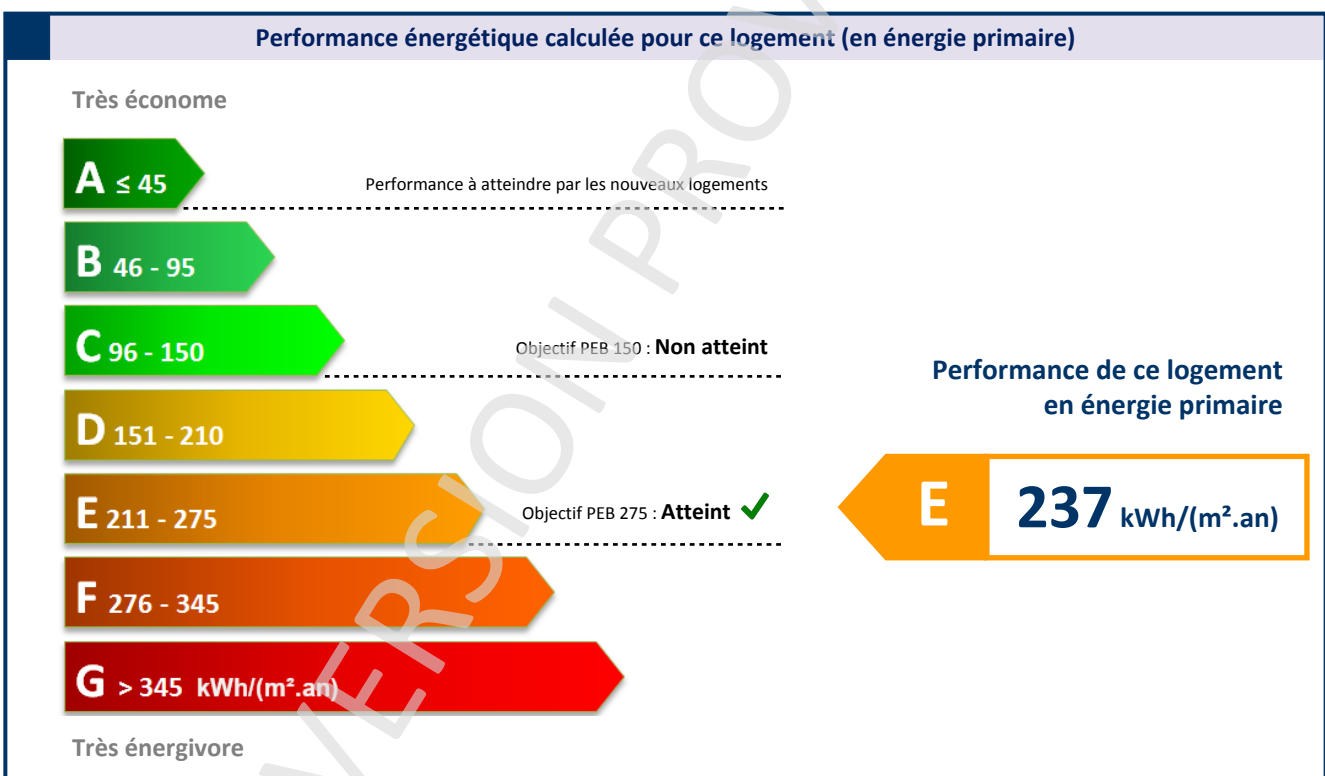 Performance énergétique calculée pour ce logement (en énergie primaire)
Très économe
A ≤ 45
Performance à atteindre par les nouveaux logements
B 46 - 95
C 96 - 150
Objectif PEB 150 : Non atteint
Performance de ce logement
en énergie primaire
D 151 - 210
E 211 - 275
Objectif PEB 275 : Atteint ✓
E 237 kWh/(m².an)
F 276 - 345
G > 345 kWh/(m².an)
Très énergivore
VERSION PROV